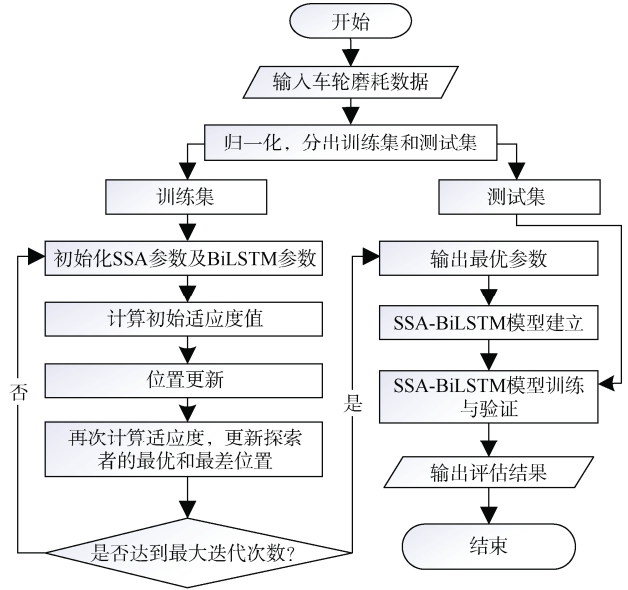 开始
输入车轮磨耗数据
归一化，分出训练集和测试集
训练集
测试集
初始化SSA参数及BiLSTM参数
计算初始适应度值
位置更新
再次计算适应度，更新探索
者的最优和最差位置
是否达到最大迭代次数？
否
是
输出最优参数
SSA-BiLSTM模型建立
SSA-BiLSTM模型训练
与验证
输出评估结果
结束